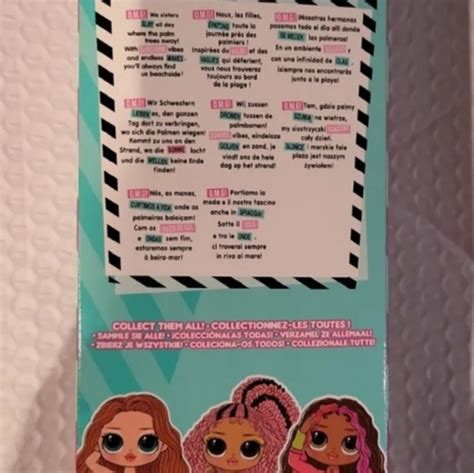 O.M.G! We sisters
SLAY all day
where the palm
trees sway!
With SUNSHINE vibes
and endless WAVES,
you'll always find
us beachside!
O.M.G! Nous, les filles,
ÉPATONS toute la
journée près des
palmiers !
Inspirées du SOLEIL et des
VAGUES qui déferlent,
vous nous trouverez
toujours au bord
de la plage !
O.M.G! ¡Nosotras hermanas
pasamos todo el día allí donde
SE MECEN las palmeras!
En un ambiente
y con una infinidad de OLAS,
¡siempre nos encontrarás
junto a la playa!
O.M.G! Wir Schwestern
LIEBEN es, den ganzen
Tag dort zu verbringen,
wo sich die Palmen wiegen!
Kommt zu uns an den
Strand, wo die SONNE lacht
und die WELLEN keine Ende
finden!
O.M.G! Wij zussen
onder
palmbomen!
vibes, eindeloze
GOLVEN en zand, je
vindt ons de hele
dag op het strand!
O.M.G! Tam, gdzie palmy
na wietrze,
my siostrzyczki
cały dzień.
SŁOŃCE i morskie fale
plaża jest naszym
żywiołem!
O.M.G! Nós, as manas,
CURTIMOS A VIDA onde as
palmeiras baloiçam!
Com os
e ONDAS sem fim,
estaremos sempre
à beira-mar!
O.M.G! Portiamo la
moda e il nostro fascino
anche in SPIAGGIA!
Sotto il SOLE
e tra le ONDE,
ci troverai sempre
in riva al mare!
COLLECT THEM ALL! • COLLECTIONNEZ-LES TOUTES !
• SAMMLE SIE ALLE! • ¡COLECCIÓNALAS TODAS! • VERZAMEL ZE ALLEMAAL!
• ZBIERZ JE WSZYSTKIE! • COLECIONA-OS TODOS! • COLLEZIONALE TUTTE!